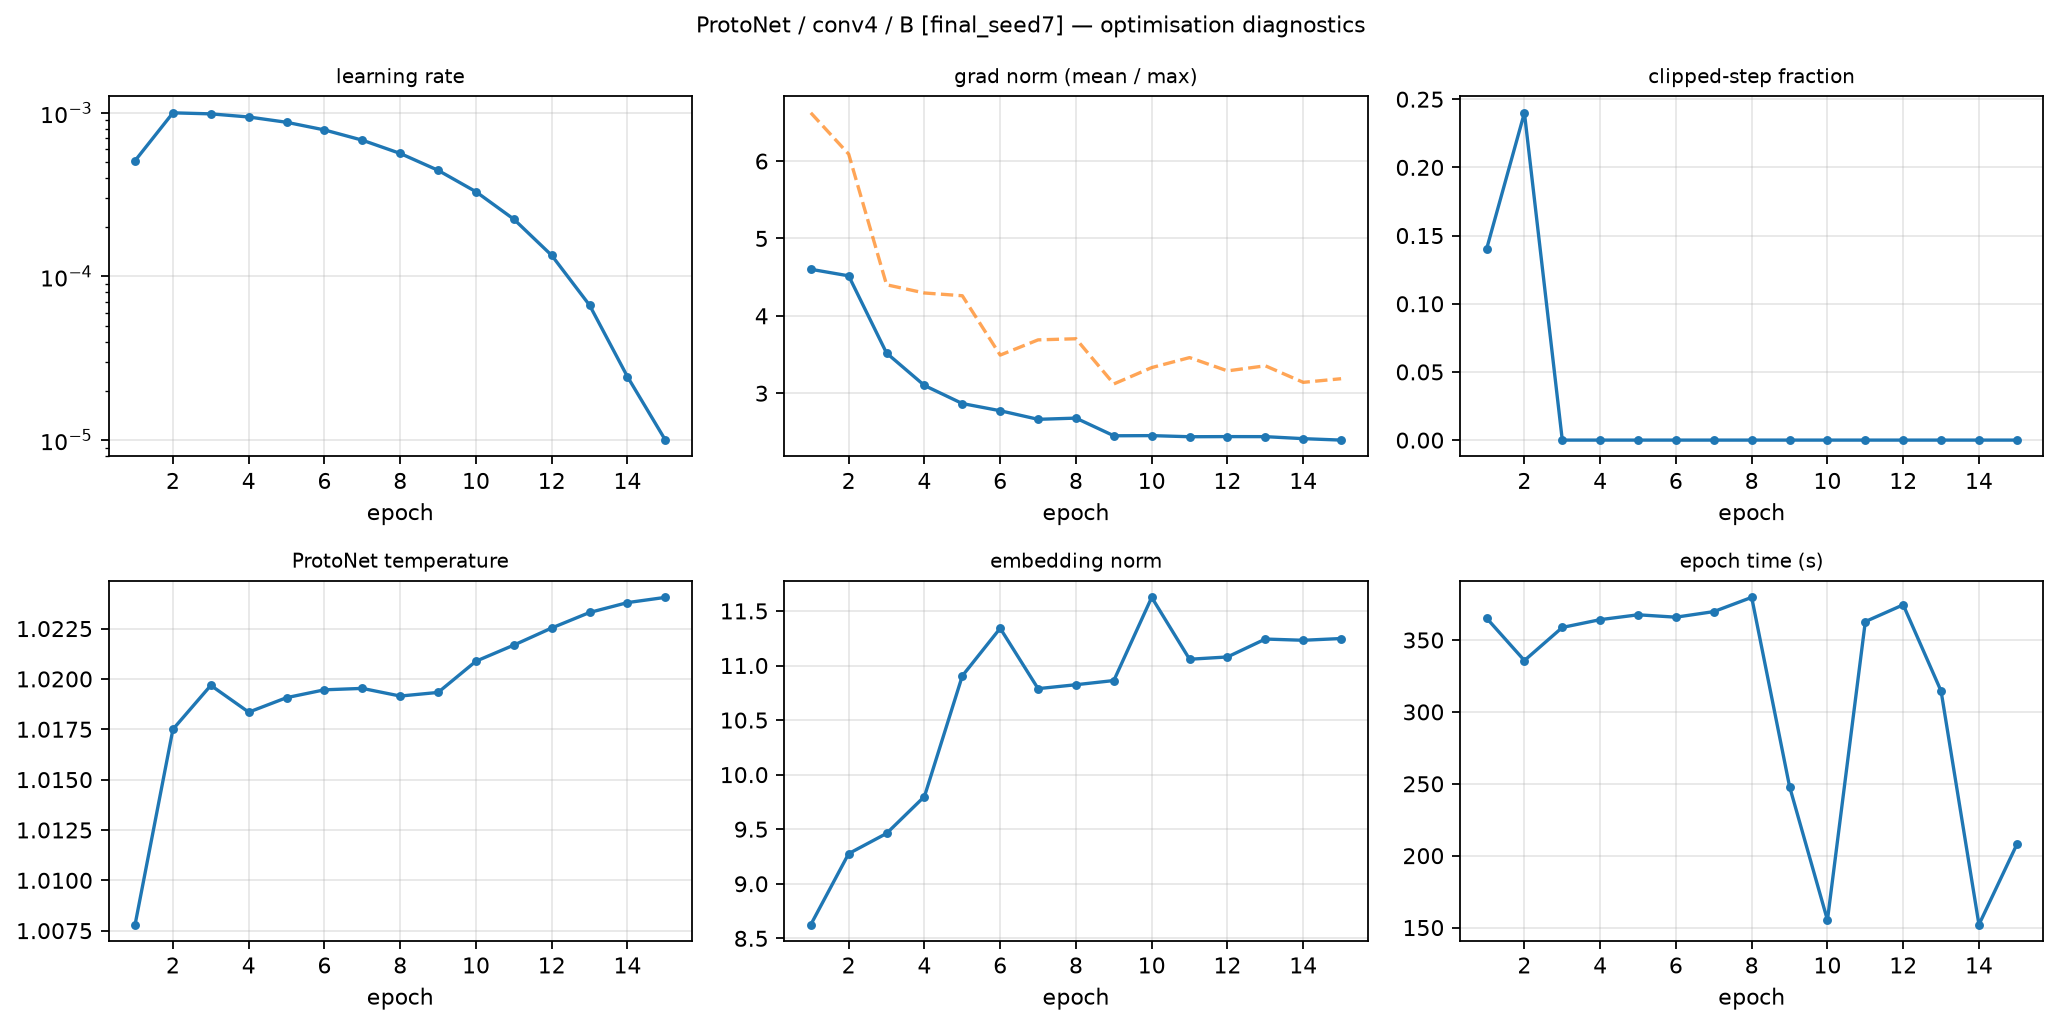 ProtoNet / conv4 / B [final_seed7] — optimisation diagnostics
learning rate
10⁻³
10⁻⁴
10⁻⁵
2 4 6 8 10 12 14
epoch
grad norm (mean / max)
6
5
4
3
2 4 6 8 10 12 14
epoch
clipped-step fraction
0.25
0.20
0.15
0.10
0.05
0.00
2 4 6 8 10 12 14
epoch
ProtoNet temperature
1.0225
1.0200
1.0175
1.0150
1.0125
1.0100
1.0075
2 4 6 8 10 12 14
epoch
embedding norm
11.5
11.0
10.5
10.0
9.5
9.0
8.5
2 4 6 8 10 12 14
epoch
epoch time (s)
350
300
250
200
150
2 4 6 8 10 12 14
epoch